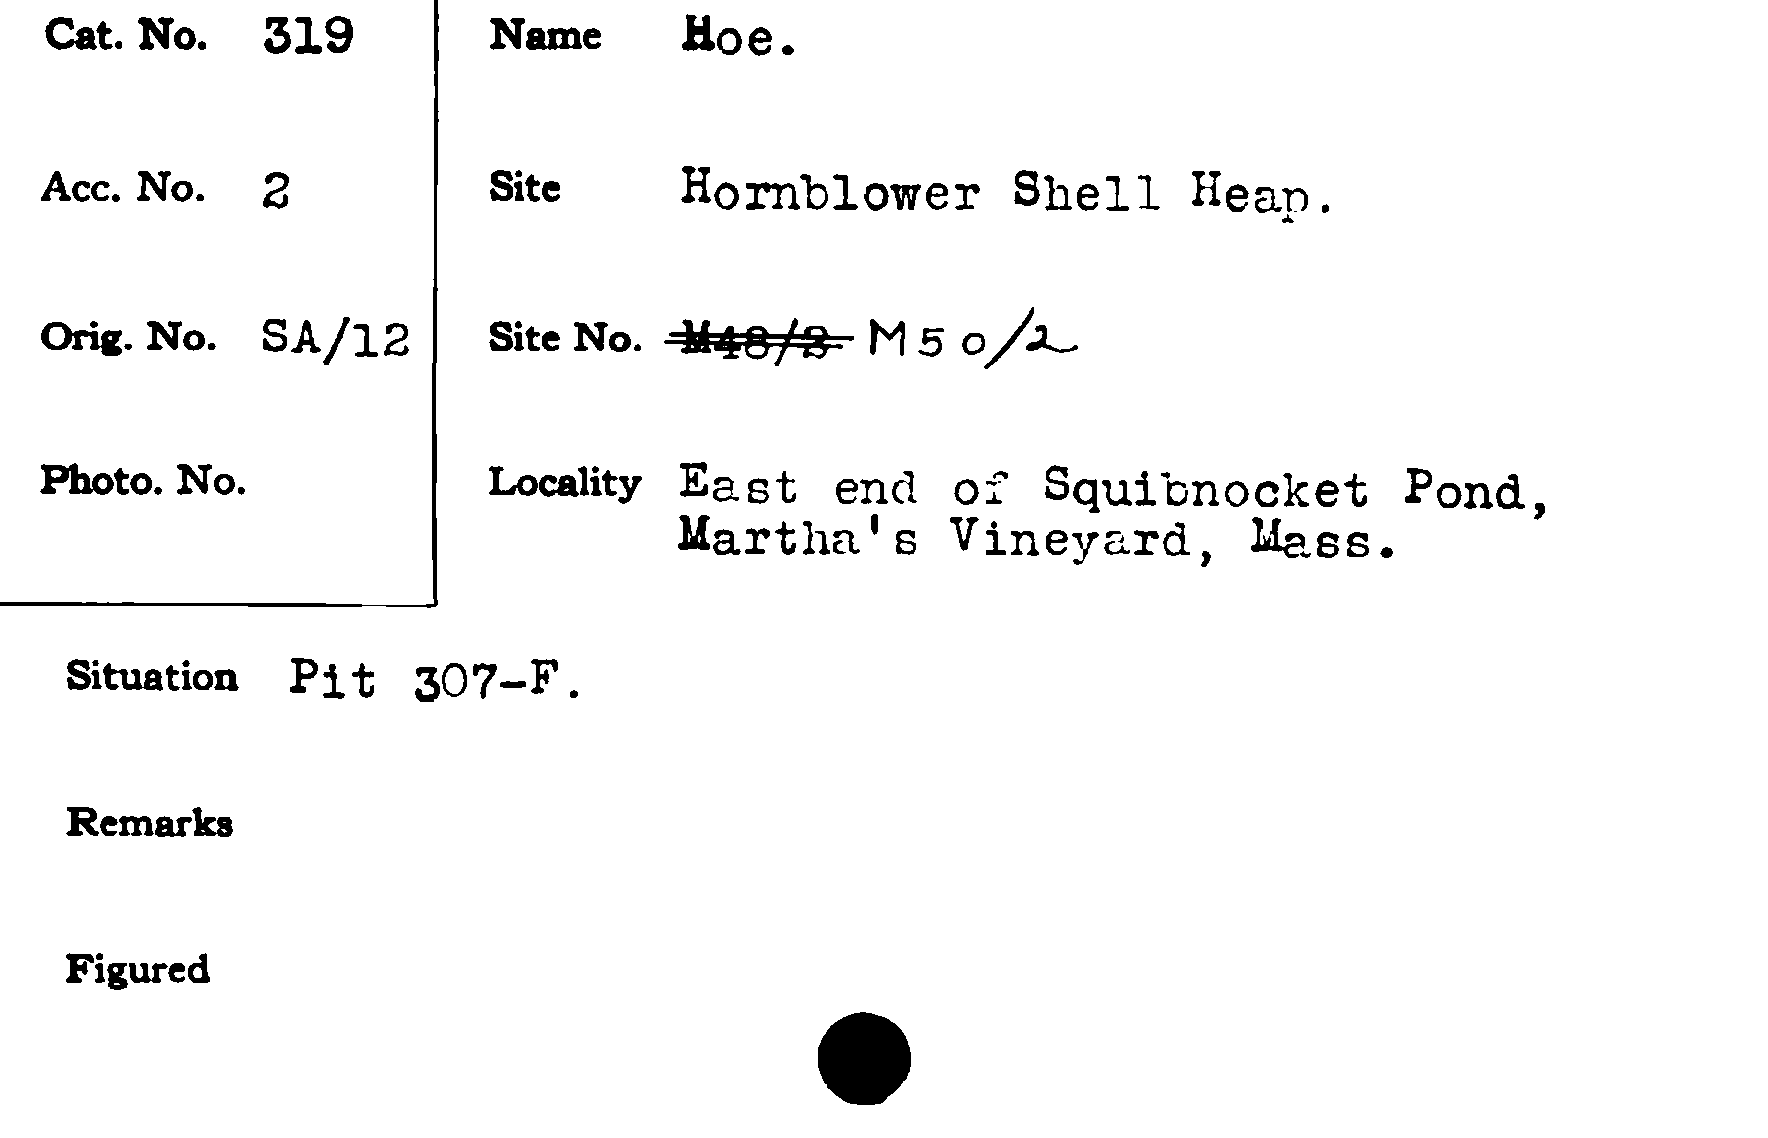 Cat. No. 319
Name Hoe.
Acc. No. 2
Site Hornblower Shell Heap.
Orig. No. SA/12
Site No. M48/2 M50/2
Photo. No.
Locality East end of Squibnocket Pond,
Martha's Vineyard, Mass.
Situation Pit 307-F.
Remarks
Figured